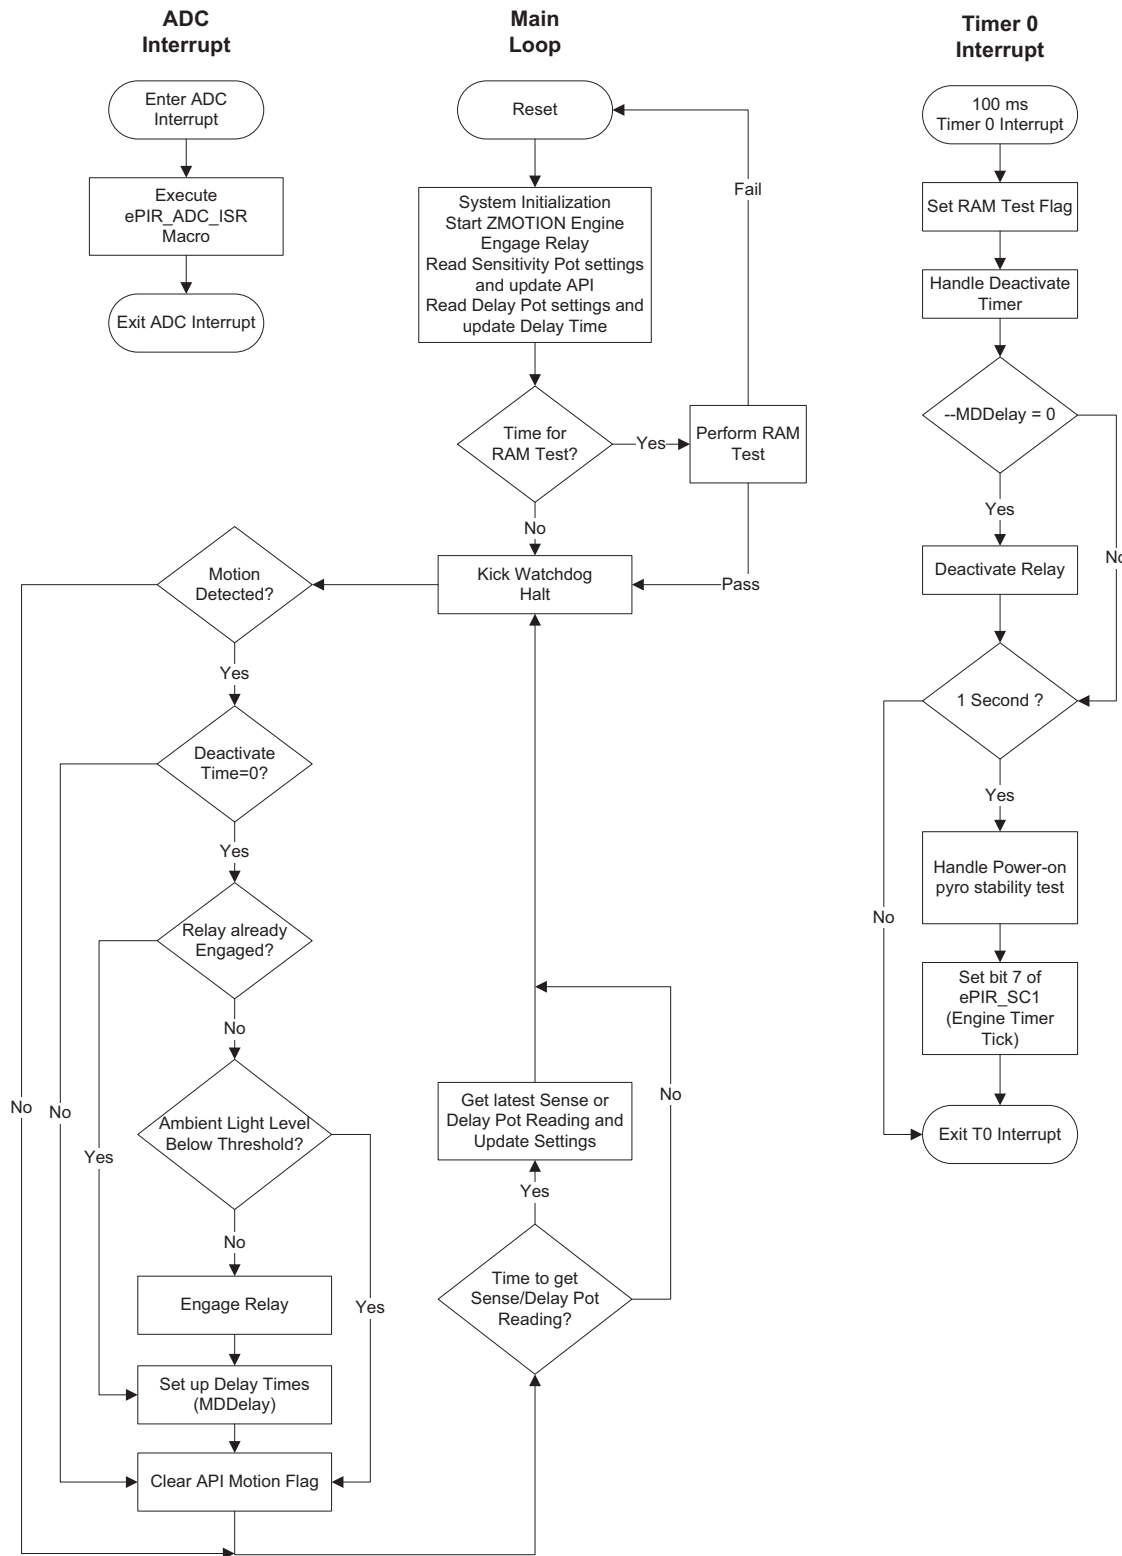 ADC
Interrupt
Enter ADC
Interrupt
Execute
ePIR_ADC_ISR
Macro
Exit ADC Interrupt
Main
Loop
Reset
System Initialization
Start ZMOTION Engine
Engage Relay
Read Sensitivity Pot settings
and update API
Read Delay Pot settings and
update Delay Time
Time for
RAM Test?
Yes
Perform RAM
Test
Fail
Pass
No
Kick Watchdog
Halt
Motion
Detected?
Yes
Deactivate
Time=0?
Yes
Relay already
Engaged?
No
Ambient Light Level
Below Threshold?
No
No
Yes
No
Engage Relay
Yes
Set up Delay Times
(MDDelay)
Clear API Motion Flag
Get latest Sense or
Delay Pot Reading and
Update Settings
No
Yes
Time to get
Sense/Delay Pot
Reading?
Timer 0
Interrupt
100 ms
Timer 0 Interrupt
Set RAM Test Flag
Handle Deactivate
Timer
--MDDelay = 0
Yes
Deactivate Relay
1 Second ?
Yes
Handle Power-on
pyro stability test
No
Set bit 7 of
ePIR_SC1
(Engine Timer
Tick)
Exit T0 Interrupt